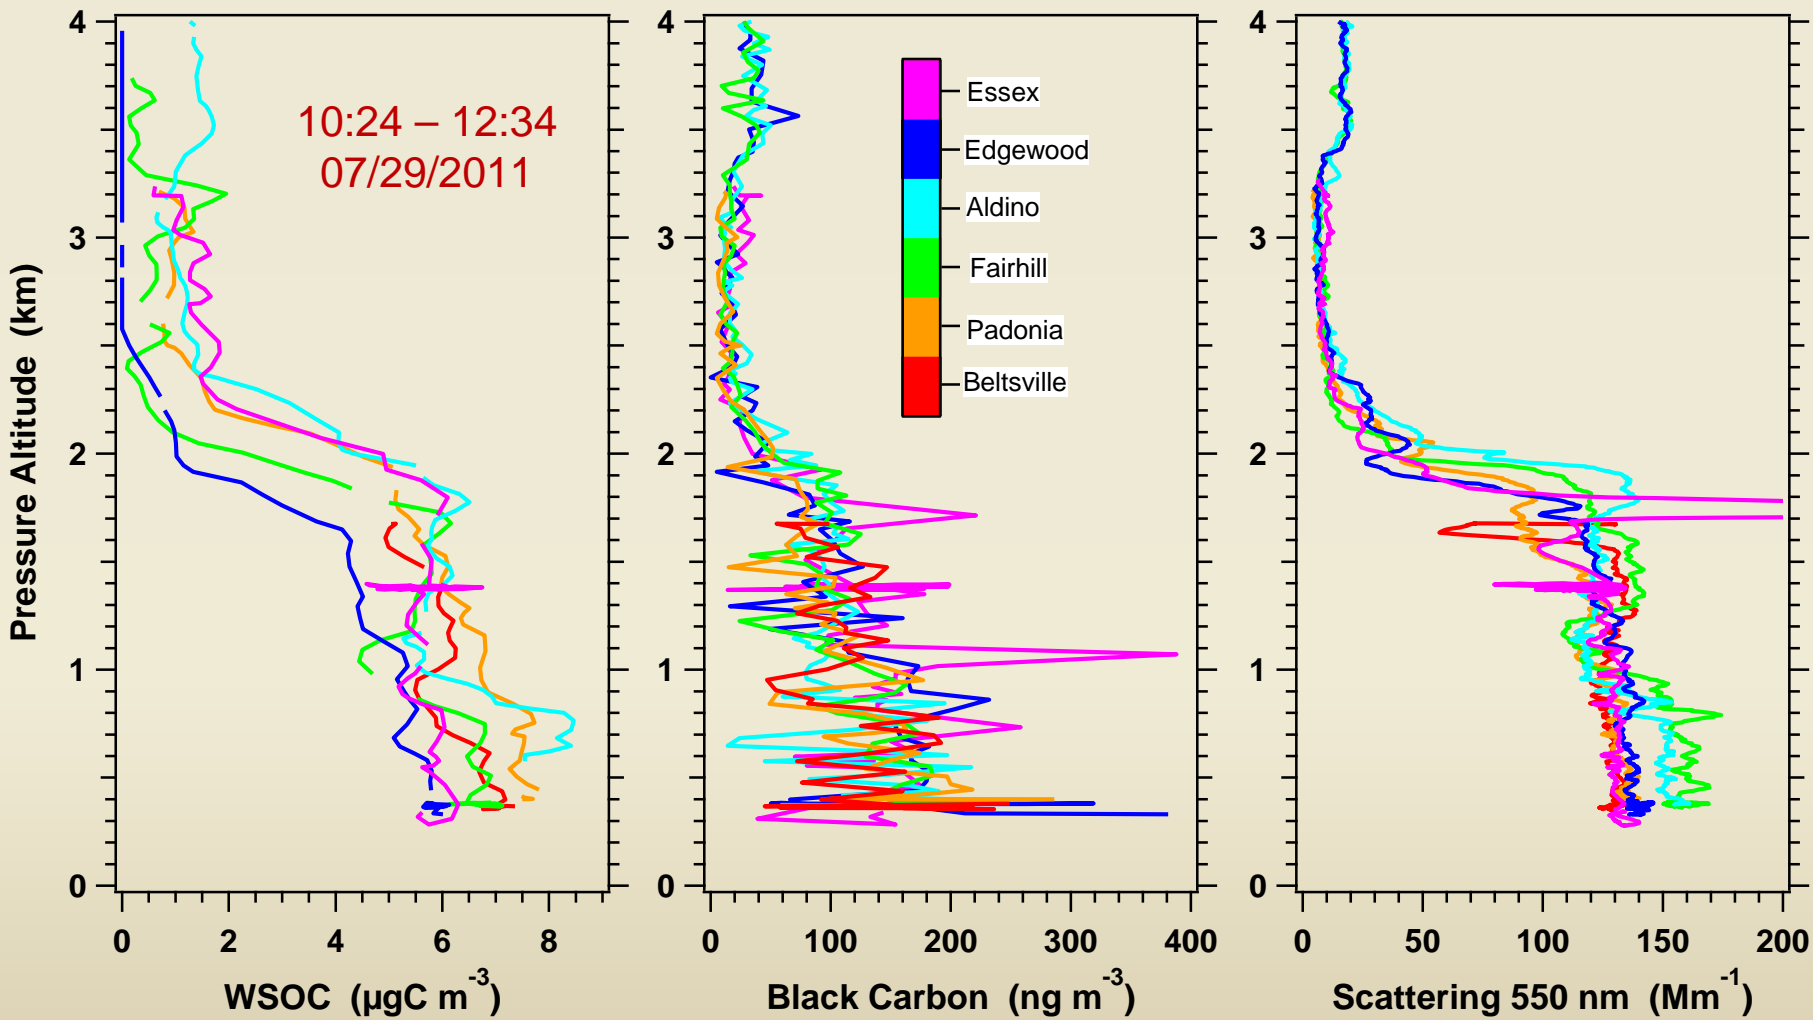 Pressure Altitude (km)
4
3
2
1
0
10:24 – 12:34
07/29/2011
0 2 4 6 8
WSOC (µgC m-3)
4
3
2
1
0
Essex
Edgewood
Aldino
Fairhill
Padonia
Beltsville
0 100 200 300 400
Black Carbon (ng m-3)
4
3
2
1
0
0 50 100 150 200
Scattering 550 nm (Mm-1)